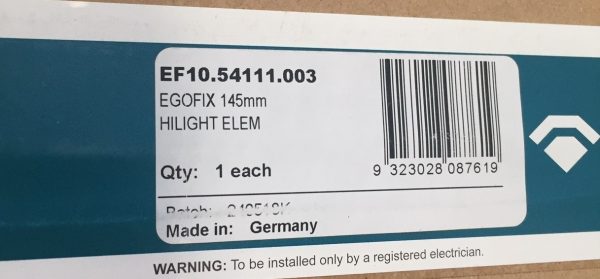 EF10.54111.003
EGOFIX 145mm
HILIGHT ELEM
Qty: 1 each
9 323028 087619
Made in: Germany
WARNING: To be installed only by a registered electrician.